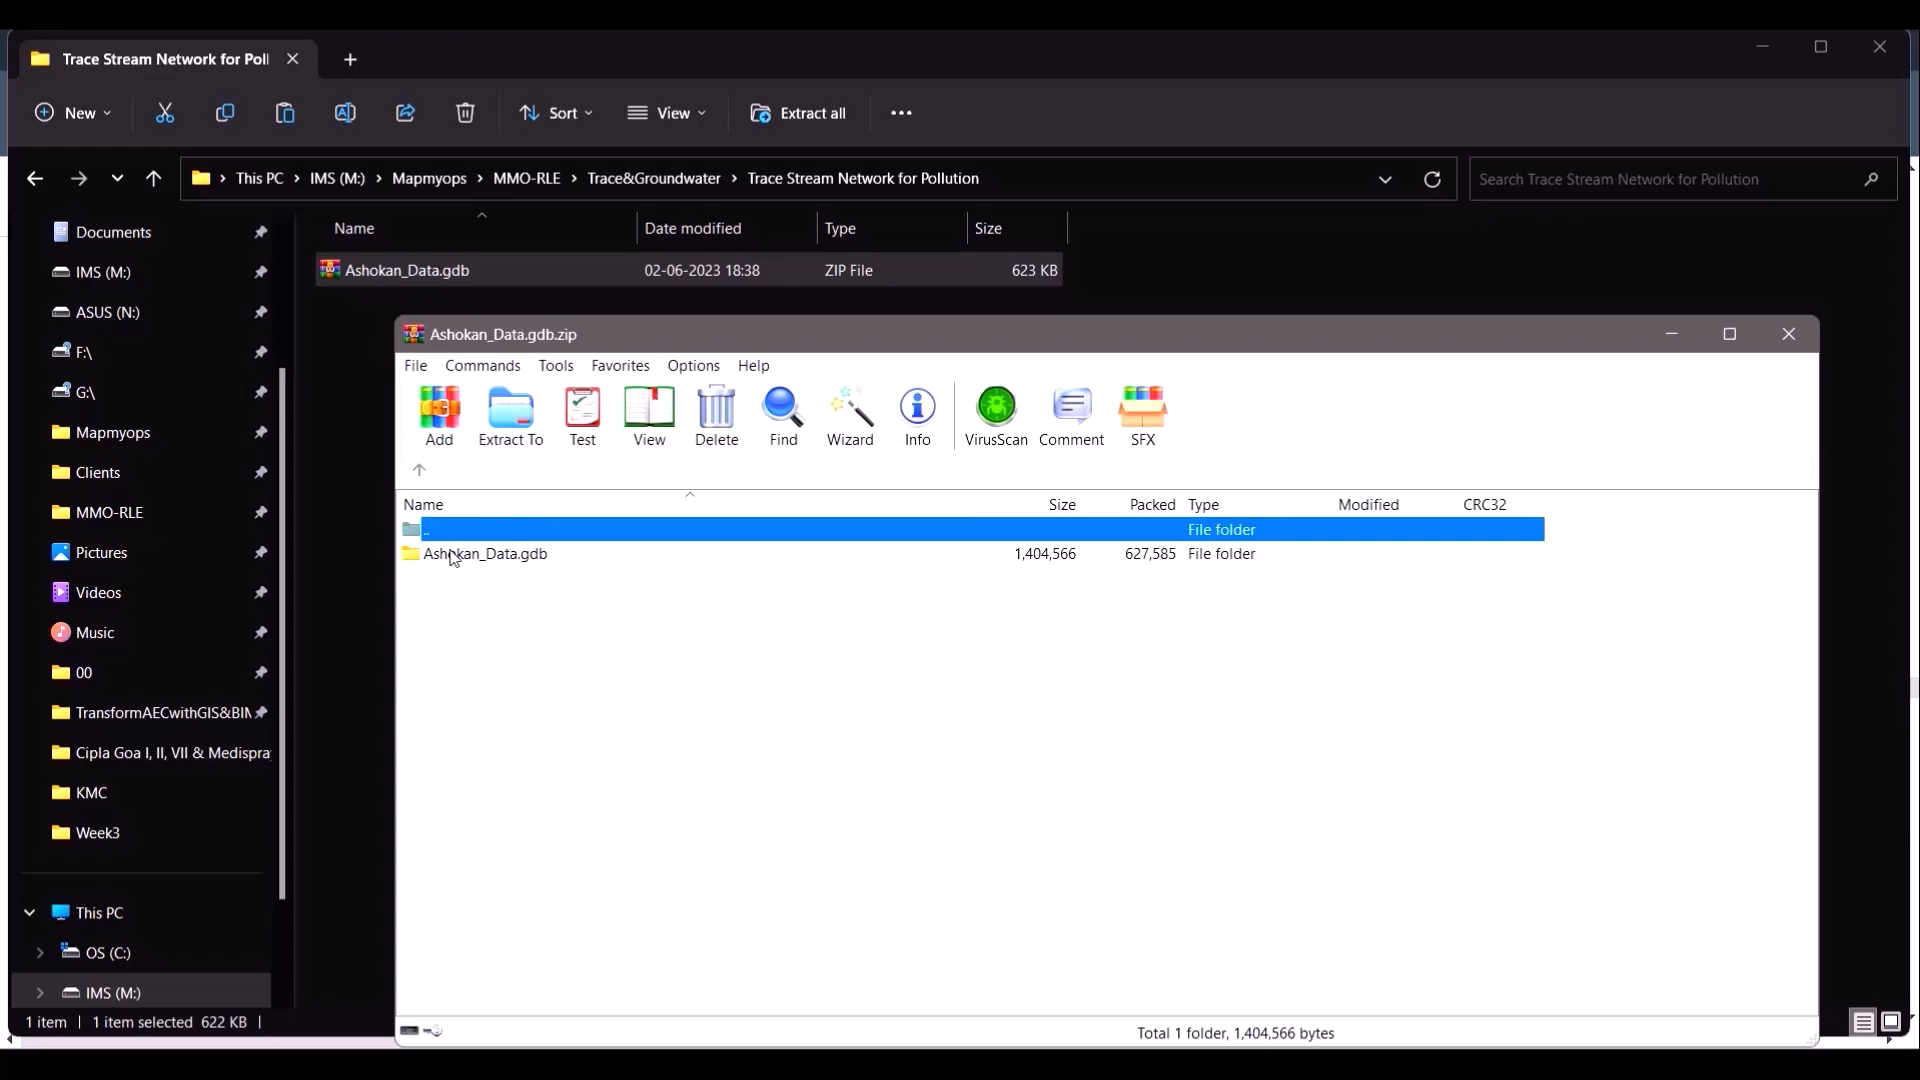 Trace Stream Network for Poll
New
Sort
View
Extract all
This PC > IMS (M:) > Mapmyops > MMO-RLE > Trace&Groundwater > Trace Stream Network for Pollution
Search Trace Stream Network for Pollution
Name Date modified Type Size
Ashokan_Data.gdb 02-06-2023 18:38 ZIP File 623 KB
Documents
IMS (M:)
ASUS (N:)
F:\
G:\
Mapmyops
Clients
MMO-RLE
Pictures
Videos
Music
00
TransformAECwithGIS&BIM
Cipla Goa I, II, VII & Medispra
KMC
Week3
This PC
OS (C:)
IMS (M:)
1 item 1 item selected 622 KB
Ashokan_Data.gdb.zip
File Commands Tools Favorites Options Help
Add Extract To Test View Delete Find Wizard Info VirusScan Comment SFX
Name Size Packed Type Modified CRC32
.. File folder
Ashokan_Data.gdb 1,404,566 627,585 File folder
Total 1 folder, 1,404,566 bytes